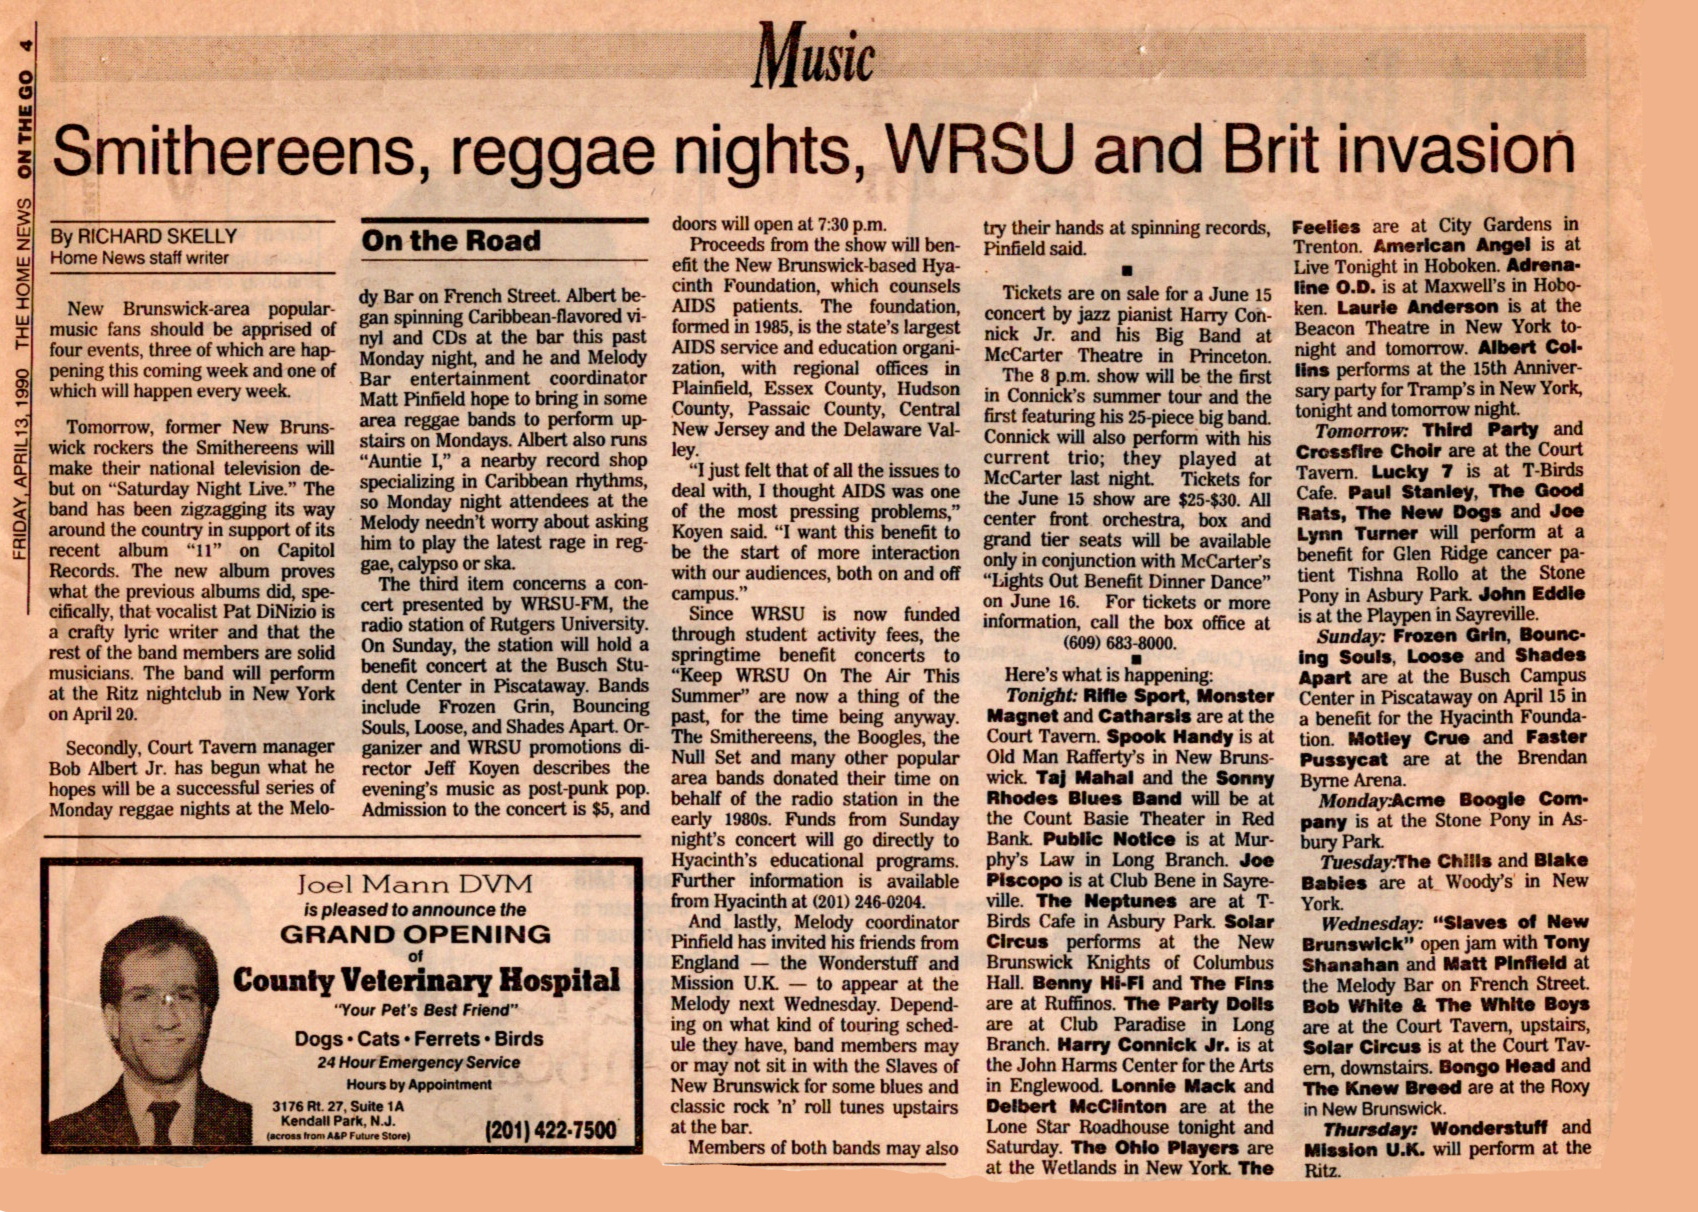 FRIDAY, APRIL 13, 1990 THE HOME NEWS ON THE GO 4
Music
Smithereens, reggae nights, WRSU and Brit invasion
By RICHARD SKELLY
Home News staff writer
New Brunswick-area popular-
music fans should be apprised of
four events, three of which are hap-
pening this coming week and one of
which will happen every week.
Tomorrow, former New Bruns-
wick rockers the Smithereens will
make their national television de-
but on “Saturday Night Live.” The
band has been zigzagging its way
around the country in support of its
recent album “11” on Capitol
Records. The new album proves
what the previous albums did, spe-
cifically, that vocalist Pat DiNizio is
a crafty lyric writer and that the
rest of the band members are solid
musicians. The band will perform
at the Ritz nightclub in New York
on April 20.
Secondly, Court Tavern manager
Bob Albert Jr. has begun what he
hopes will be a successful series of
Monday reggae nights at the Melo-
On the Road
dy Bar on French Street. Albert be-
gan spinning Caribbean-flavored vi-
nyl and CDs at the bar this past
Monday night, and he and Melody
Bar entertainment coordinator
Matt Pinfield hope to bring in some
area reggae bands to perform up-
stairs on Mondays. Albert also runs
“Auntie I,” a nearby record shop
specializing in Caribbean rhythms,
so Monday night attendees at the
Melody needn't worry about asking
him to play the latest rage in reg-
gae, calypso or ska.
The third item concerns a con-
cert presented by WRSU-FM, the
radio station of Rutgers University.
On Sunday, the station will hold a
benefit concert at the Busch Stu-
dent Center in Piscataway. Bands
include Frozen Grin, Bouncing
Souls, Loose, and Shades Apart. Or-
ganizer and WRSU promotions di-
rector Jeff Koyen describes the
evening's music as post-punk pop.
Admission to the concert is $5, and
doors will open at 7:30 p.m.
Proceeds from the show will ben-
efit the New Brunswick-based Hya-
cinth Foundation, which counsels
AIDS patients. The foundation,
formed in 1985, is the state's largest
AIDS service and education organi-
zation, with regional offices in
Plainfield, Essex County, Hudson
County, Passaic County, Central
New Jersey and the Delaware Val-
ley.
“I just felt that of all the issues to
deal with, I thought AIDS was one
of the most pressing problems,”
Koyen said. “I want this benefit to
be the start of more interaction
with our audiences, both on and off
campus.”
Since WRSU is now funded
through student activity fees, the
springtime benefit concerts to
“Keep WRSU On The Air This
Summer” are now a thing of the
past, for the time being anyway.
The Smithereens, the Boogles, the
Null Set and many other popular
area bands donated their time on
behalf of the radio station in the
early 1980s. Funds from Sunday
night's concert will go directly to
Hyacinth's educational programs.
Further information is available
from Hyacinth at (201) 246-0204.
And lastly, Melody coordinator
Pinfield has invited his friends from
England — the Wonderstuff and
Mission U.K. — to appear at the
Melody next Wednesday. Depend-
ing on what kind of touring sched-
ule they have, band members may
or may not sit in with the Slaves of
New Brunswick for some blues and
classic rock 'n' roll tunes upstairs
at the bar.
Members of both bands may also
try their hands at spinning records,
Pinfield said.
■
Tickets are on sale for a June 15
concert by jazz pianist Harry Con-
nick Jr. and his Big Band at
McCarter Theatre in Princeton.
The 8 p.m. show will be the first
in Connick's summer tour and the
first featuring his 25-piece big band.
Connick will also perform with his
current trio; they played at
McCarter last night. Tickets for
the June 15 show are $25-$30. All
center front orchestra, box and
grand tier seats will be available
only in conjunction with McCarter's
“Lights Out Benefit Dinner Dance”
on June 16. For tickets or more
information, call the box office at
(609) 683-8000.
■
Here's what is happening:
Tonight: Rifle Sport, Monster
Magnet and Catharsis are at the
Court Tavern. Spook Handy is at
Old Man Rafferty's in New Bruns-
wick. Taj Mahal and the Sonny
Rhodes Blues Band will be at
the Count Basie Theater in Red
Bank. Public Notice is at Mur-
phy's Law in Long Branch. Joe
Piscopo is at Club Bene in Sayre-
ville. The Neptunes are at T-
Birds Cafe in Asbury Park. Solar
Circus performs at the New
Brunswick Knights of Columbus
Hall. Benny Hi-Fi and The Fins
are at Ruffinos. The Party Dolls
are at Club Paradise in Long
Branch. Harry Connick Jr. is at
the John Harms Center for the Arts
in Englewood. Lonnie Mack and
Delbert McClinton are at the
Lone Star Roadhouse tonight and
Saturday. The Ohio Players are
at the Wetlands in New York. The
Feelies are at City Gardens in
Trenton. American Angel is at
Live Tonight in Hoboken. Adrena-
line O.D. is at Maxwell's in Hobo-
ken. Laurie Anderson is at the
Beacon Theatre in New York to-
night and tomorrow. Albert Col-
lins performs at the 15th Anniver-
sary party for Tramp's in New York,
tonight and tomorrow night.
Tomorrow: Third Party and
Crossfire Choir are at the Court
Tavern. Lucky 7 is at T-Birds
Cafe. Paul Stanley, The Good
Rats, The New Dogs and Joe
Lynn Turner will perform at a
benefit for Glen Ridge cancer pa-
tient Tishna Rollo at the Stone
Pony in Asbury Park. John Eddie
is at the Playpen in Sayreville.
Sunday: Frozen Grin, Bounc-
ing Souls, Loose and Shades
Apart are at the Busch Campus
Center in Piscataway on April 15 in
a benefit for the Hyacinth Founda-
tion. Motley Crue and Faster
Pussycat are at the Brendan
Byrne Arena.
Monday:Acme Boogie Com-
pany is at the Stone Pony in As-
bury Park.
Tuesday:The Chills and Blake
Babies are at Woody's in New
York.
Wednesday: “Slaves of New
Brunswick” open jam with Tony
Shanahan and Matt Pinfield at
the Melody Bar on French Street.
Bob White & The White Boys
are at the Court Tavern, upstairs,
Solar Circus is at the Court Tav-
ern, downstairs. Bongo Head and
The Knew Breed are at the Roxy
in New Brunswick.
Thursday: Wonderstuff and
Mission U.K. will perform at the
Ritz.
Joel Mann DVM
is pleased to announce the
GRAND OPENING
of
County Veterinary Hospital
“Your Pet's Best Friend”
Dogs • Cats • Ferrets • Birds
24 Hour Emergency Service
Hours by Appointment
3176 Rt. 27, Suite 1A
Kendall Park, N.J.
(across from A&P Future Store)
(201) 422-7500